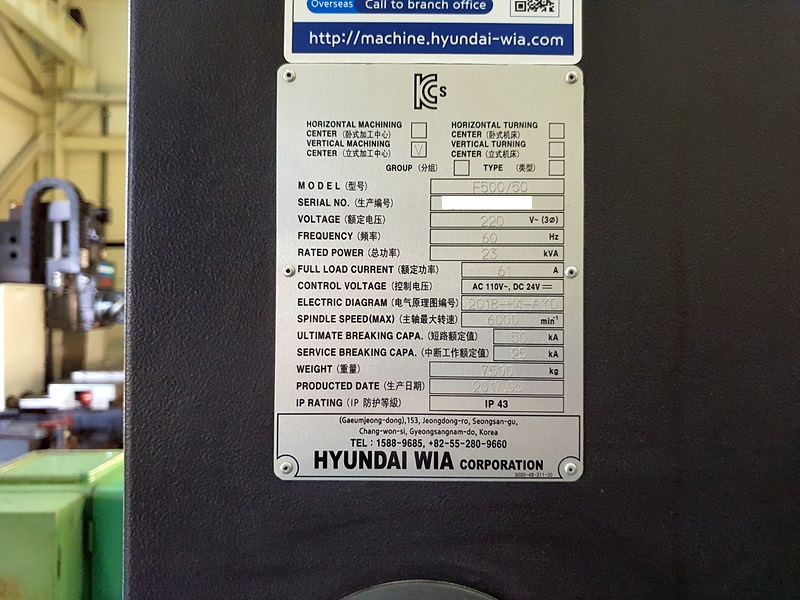 Overseas Call to branch office
http://machine.hyundai-wia.com
KCs
HORIZONTAL MACHINING CENTER (卧式加工中心)
HORIZONTAL TURNING CENTER (卧式机床)
VERTICAL MACHINING CENTER (立式加工中心) V
VERTICAL TURNING CENTER (立式机床)
GROUP (分组) TYPE (类型)
MODEL (型号) F500/50
SERIAL NO. (生产编号)
VOLTAGE (额定电压) 220 V~ (3Ø)
FREQUENCY (频率) 60 Hz
RATED POWER (总功率) 23 kVA
FULL LOAD CURRENT (额定功率) 61 A
CONTROL VOLTAGE (控制电压) AC 110V~, DC 24V
ELECTRIC DIAGRAM (电气原理图编号)
SPINDLE SPEED(MAX) (主轴最大转速) 6000 min⁻¹
ULTIMATE BREAKING CAPA. (短路额定值) kA
SERVICE BREAKING CAPA. (中断工作额定值) 25 kA
WEIGHT (重量) 7500 kg
PRODUCTED DATE (生产日期)
IP RATING (IP 防护等級) IP 43
(Gaeumjeong-dong),153, Jeongdong-ro, Seongsan-gu,
Chang-won-si, Gyeongsangnam-do, Korea
TEL : 1588-9685, +82-55-280-9660
HYUNDAI WIA CORPORATION